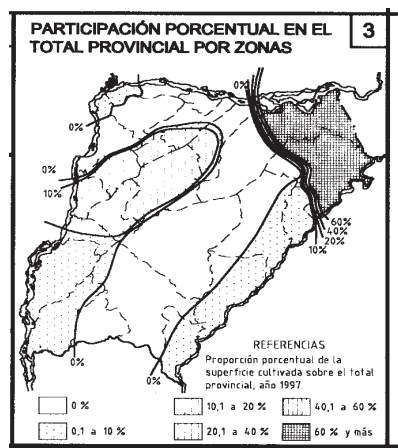 PARTICIPACIÓN PORCENTUAL EN EL
TOTAL PROVINCIAL POR ZONAS
3
0%
0%
0%
10%
60%
40%
20%
10%
0%
0%
REFERENCIAS
Proporción porcentual de la
superficie cultivada sobre el total
provincial, año 1997.
0 %
10,1 a 20 %
40,1 a 60 %
0,1 a 10 %
20,1 a 40 %
60 % y más